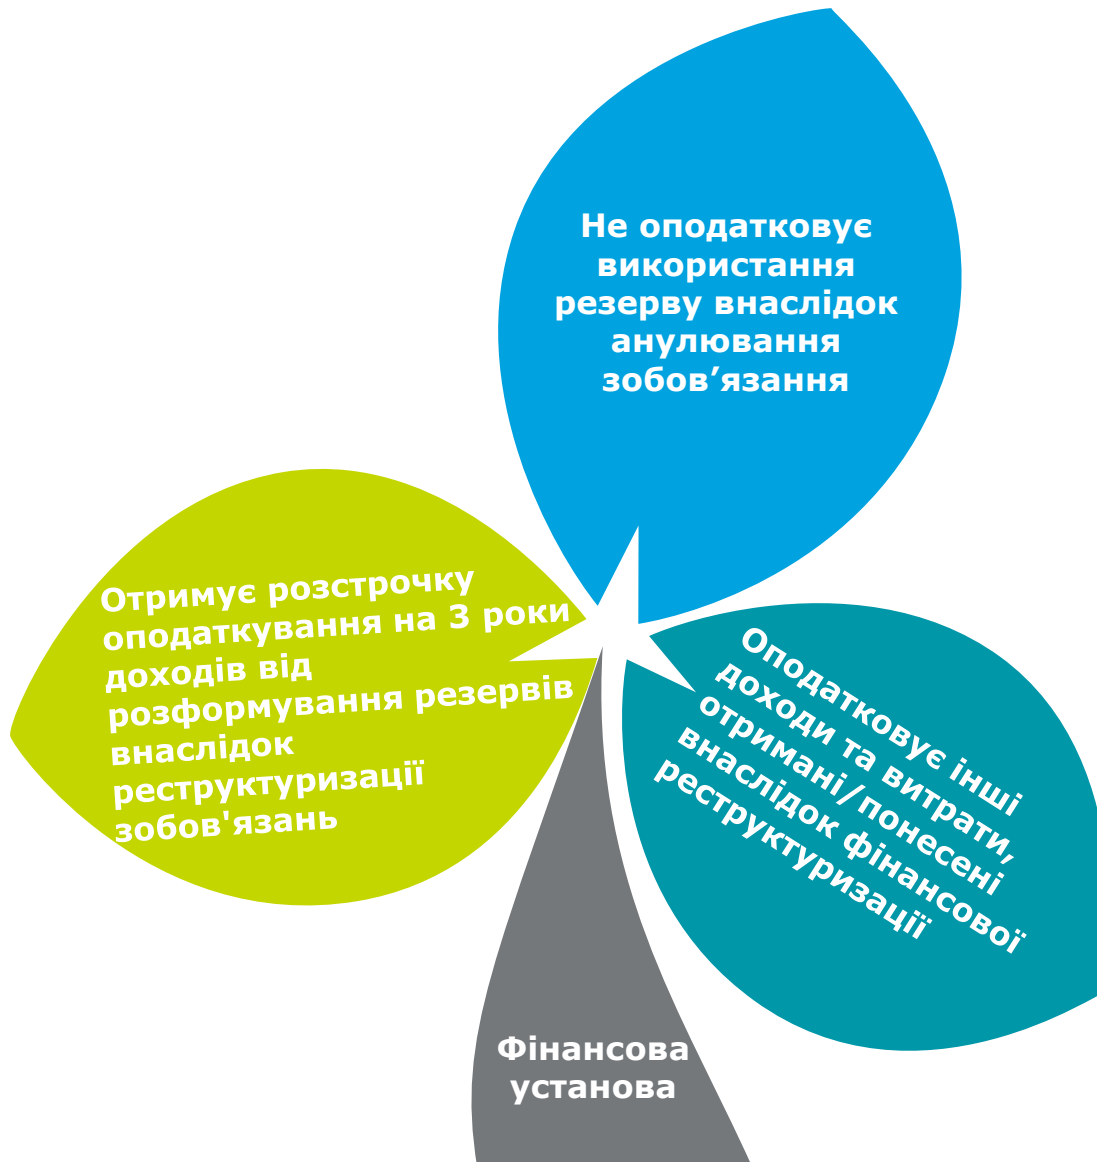 Не оподатковує
використання
резерву внаслідок
анулювання
зобов’язання
Отримує розстрочку
оподаткування на 3 роки
доходів від
розформування резервів
внаслідок
реструктуризації
зобов'язань
Оподатковує інші
доходи та витрати,
отримані/понесені
внаслідок фінансової
реструктуризації
Фінансова
установа